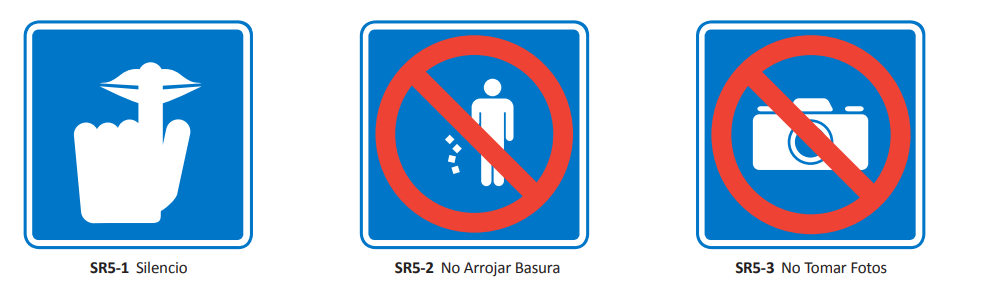 SR5-1 Silencio
SR5-2 No Arrojar Basura
SR5-3 No Tomar Fotos